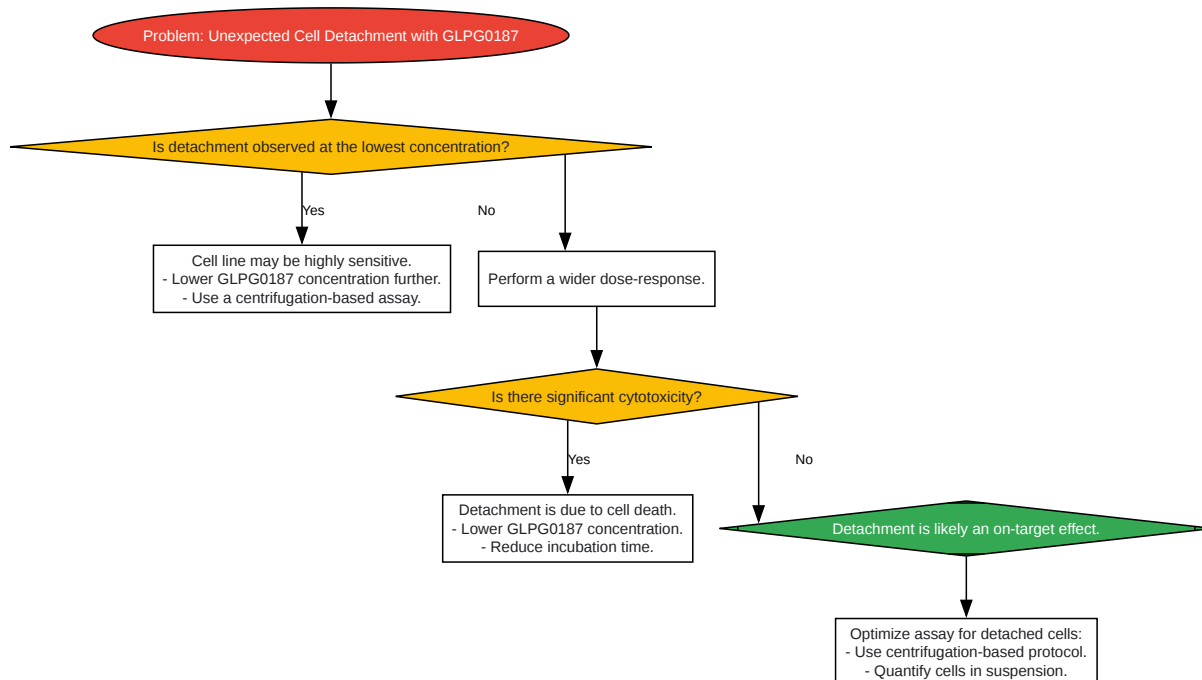 Problem: Unexpected Cell Detachment with GLPG0187
Is detachment observed at the lowest concentration?
Yes
No
Cell line may be highly sensitive.
- Lower GLPG0187 concentration further.
- Use a centrifugation-based assay.
Perform a wider dose-response.
Is there significant cytotoxicity?
Yes
No
Detachment is due to cell death.
- Lower GLPG0187 concentration.
- Reduce incubation time.
Detachment is likely an on-target effect.
Optimize assay for detached cells:
- Use centrifugation-based protocol.
- Quantify cells in suspension.